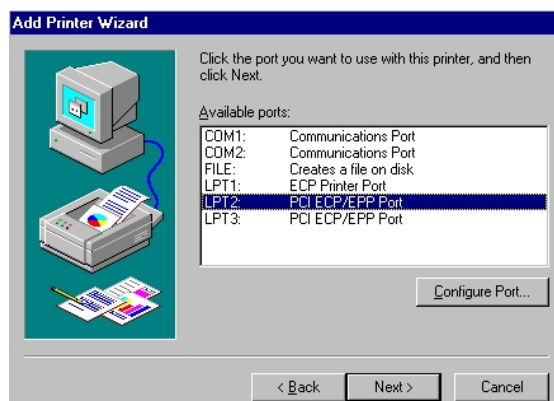 Add Printer Wizard
Click the port you want to use with this printer, and then
click Next.
Available ports:
COM1: Communications Port
COM2: Communications Port
FILE: Creates a file on disk
LPT1: ECP Printer Port
LPT2: PCI ECP/EPP Port
LPT3: PCI ECP/EPP Port
Configure Port...
< Back Next > Cancel